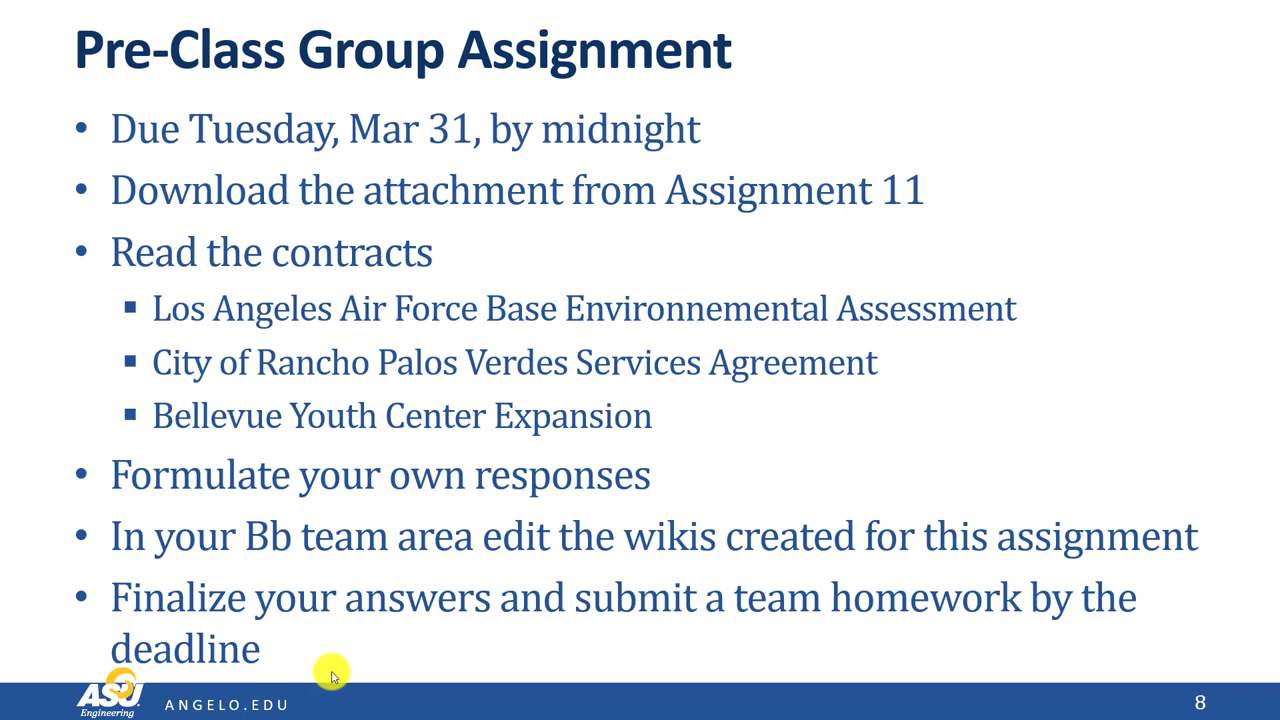 Pre-Class Group Assignment
• Due Tuesday, Mar 31, by midnight
• Download the attachment from Assignment 11
• Read the contracts
▪ Los Angeles Air Force Base Environnemental Assessment
▪ City of Rancho Palos Verdes Services Agreement
▪ Bellevue Youth Center Expansion
• Formulate your own responses
• In your Bb team area edit the wikis created for this assignment
• Finalize your answers and submit a team homework by the
deadline
ASU
Engineering
ANGELO.EDU
8